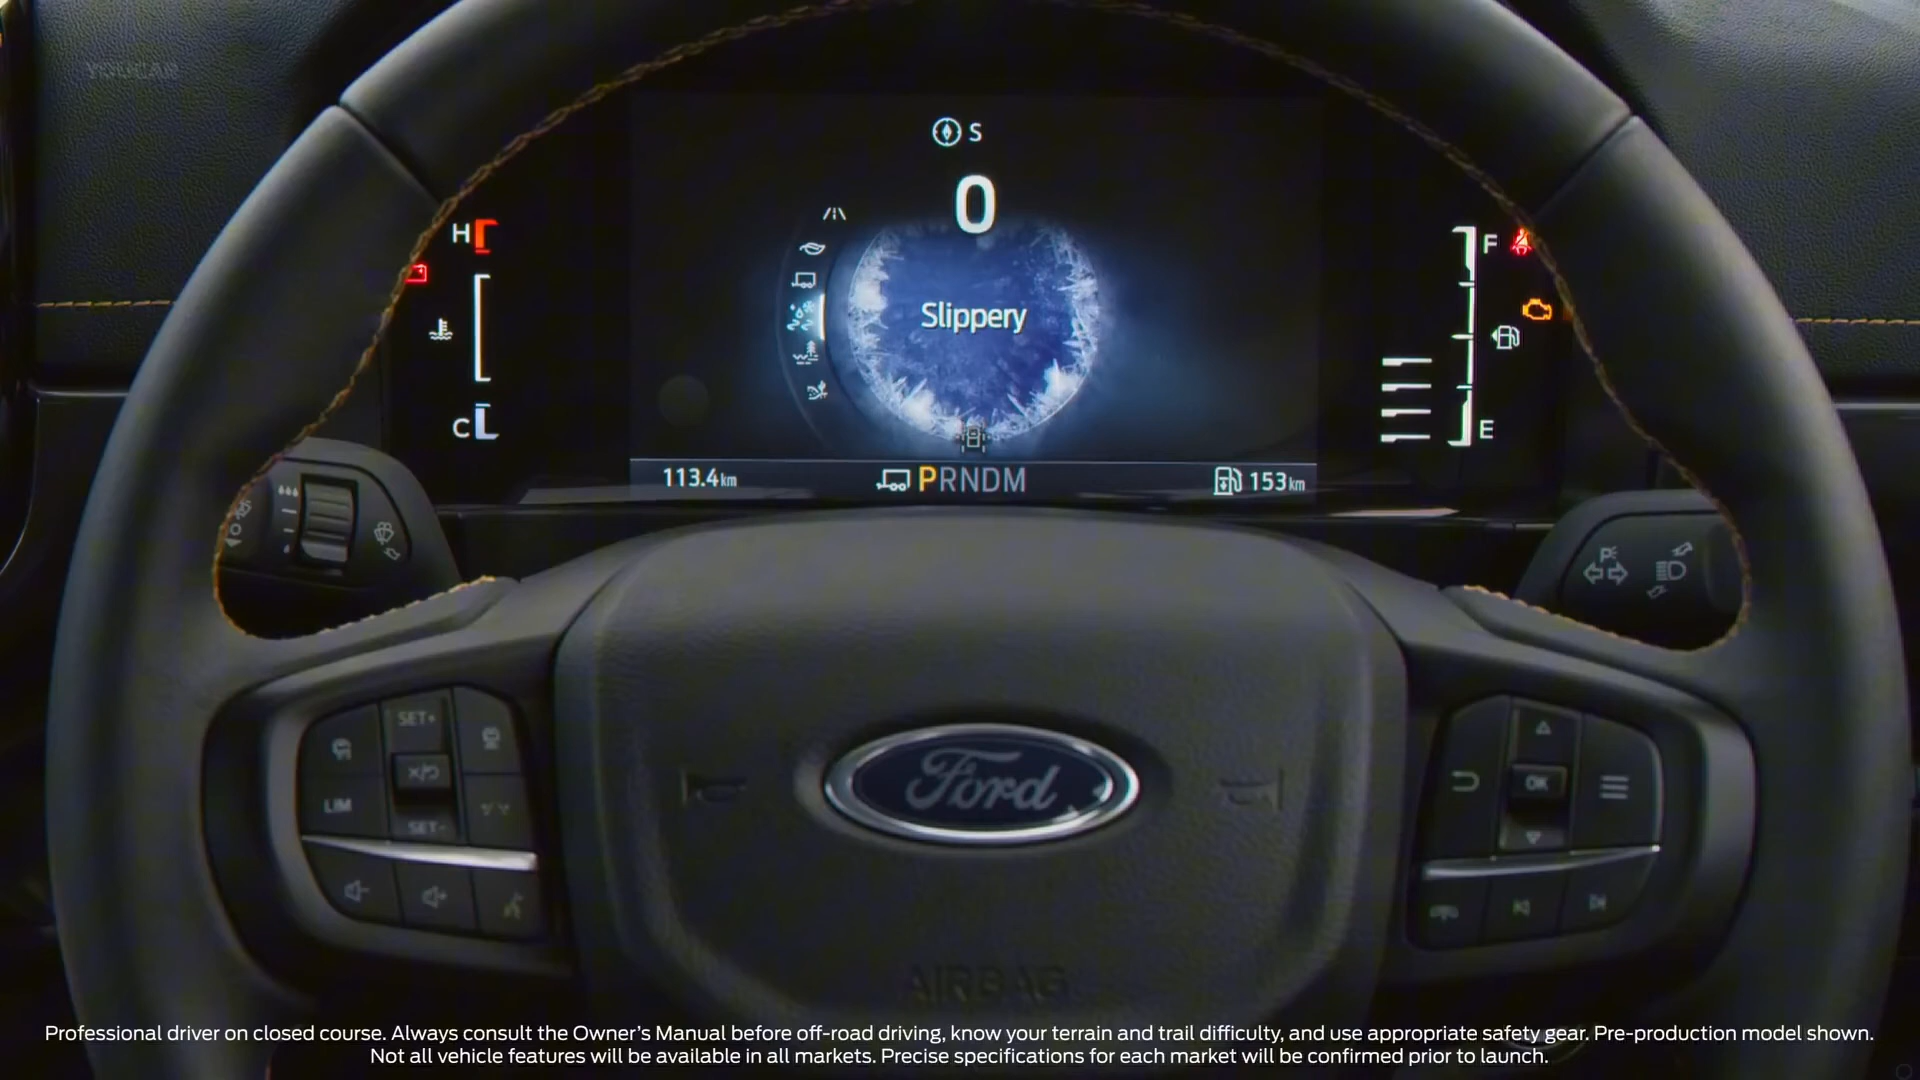 YOUCAR
S
0
H
F
Slippery
C
E
113.4km
PRNDM
153km
P
SET+
LIM
SET-
OK
Ford
AIRBAG
Professional driver on closed course. Always consult the Owner's Manual before off-road driving, know your terrain and trail difficulty, and use appropriate safety gear. Pre-production model shown.
Not all vehicle features will be available in all markets. Precise specifications for each market will be confirmed prior to launch.